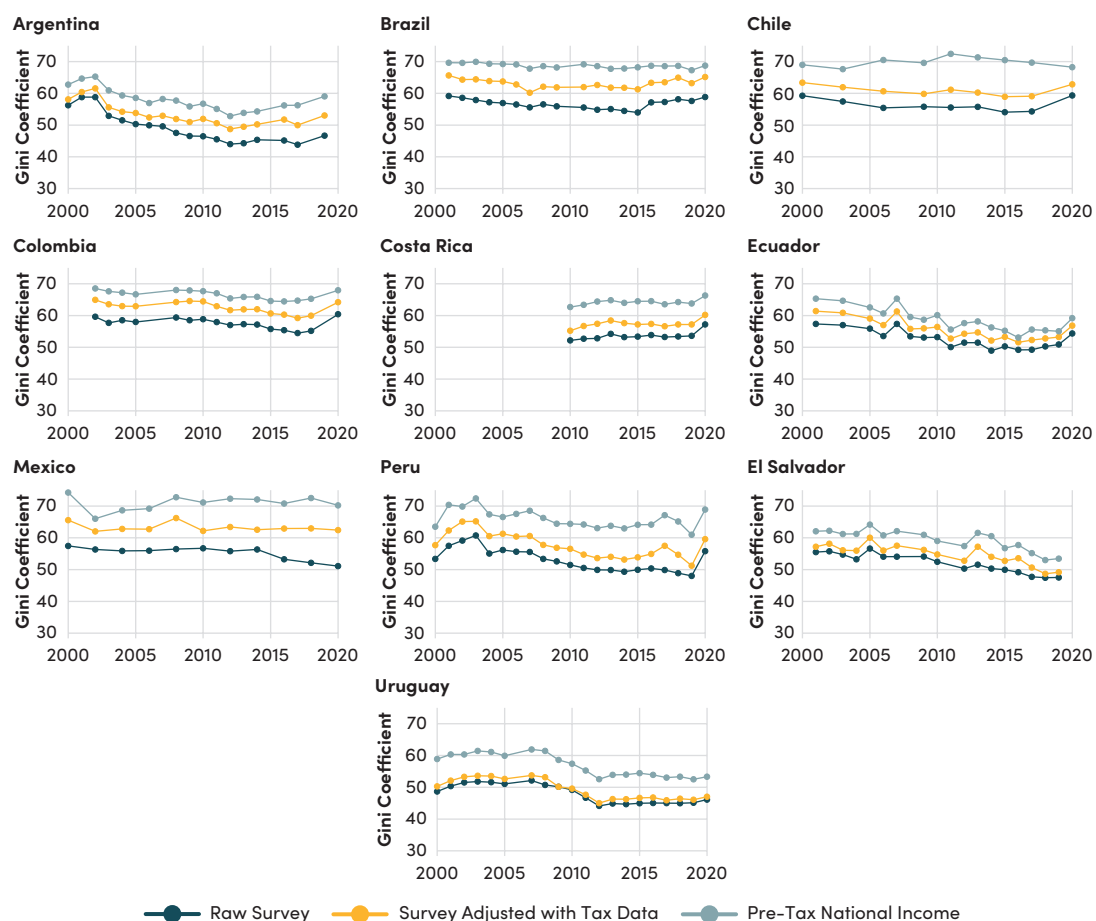 Argentina
Gini Coefficient
70
60
50
40
30
2000 2005 2010 2015 2020
Brazil
Gini Coefficient
70
60
50
40
30
2000 2005 2010 2015 2020
Chile
Gini Coefficient
70
60
50
40
30
2000 2005 2010 2015 2020
Colombia
Gini Coefficient
70
60
50
40
30
2000 2005 2010 2015 2020
Costa Rica
Gini Coefficient
70
60
50
40
30
2000 2005 2010 2015 2020
Ecuador
Gini Coefficient
70
60
50
40
30
2000 2005 2010 2015 2020
Mexico
Gini Coefficient
70
60
50
40
30
2000 2005 2010 2015 2020
Peru
Gini Coefficient
70
60
50
40
30
2000 2005 2010 2015 2020
El Salvador
Gini Coefficient
70
60
50
40
30
2000 2005 2010 2015 2020
Uruguay
Gini Coefficient
70
60
50
40
30
2000 2005 2010 2015 2020
Raw Survey Survey Adjusted with Tax Data Pre-Tax National Income